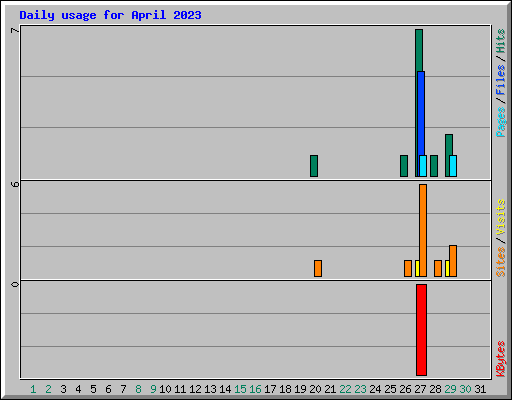 Daily usage for April 2023
7
Pages / Files / Hits
6
Sites / Visits
0
KBytes
1 2 3 4 5 6 7 8 9 10 11 12 13 14 15 16 17 18 19 20 21 22 23 24 25 26 27 28 29 30 31